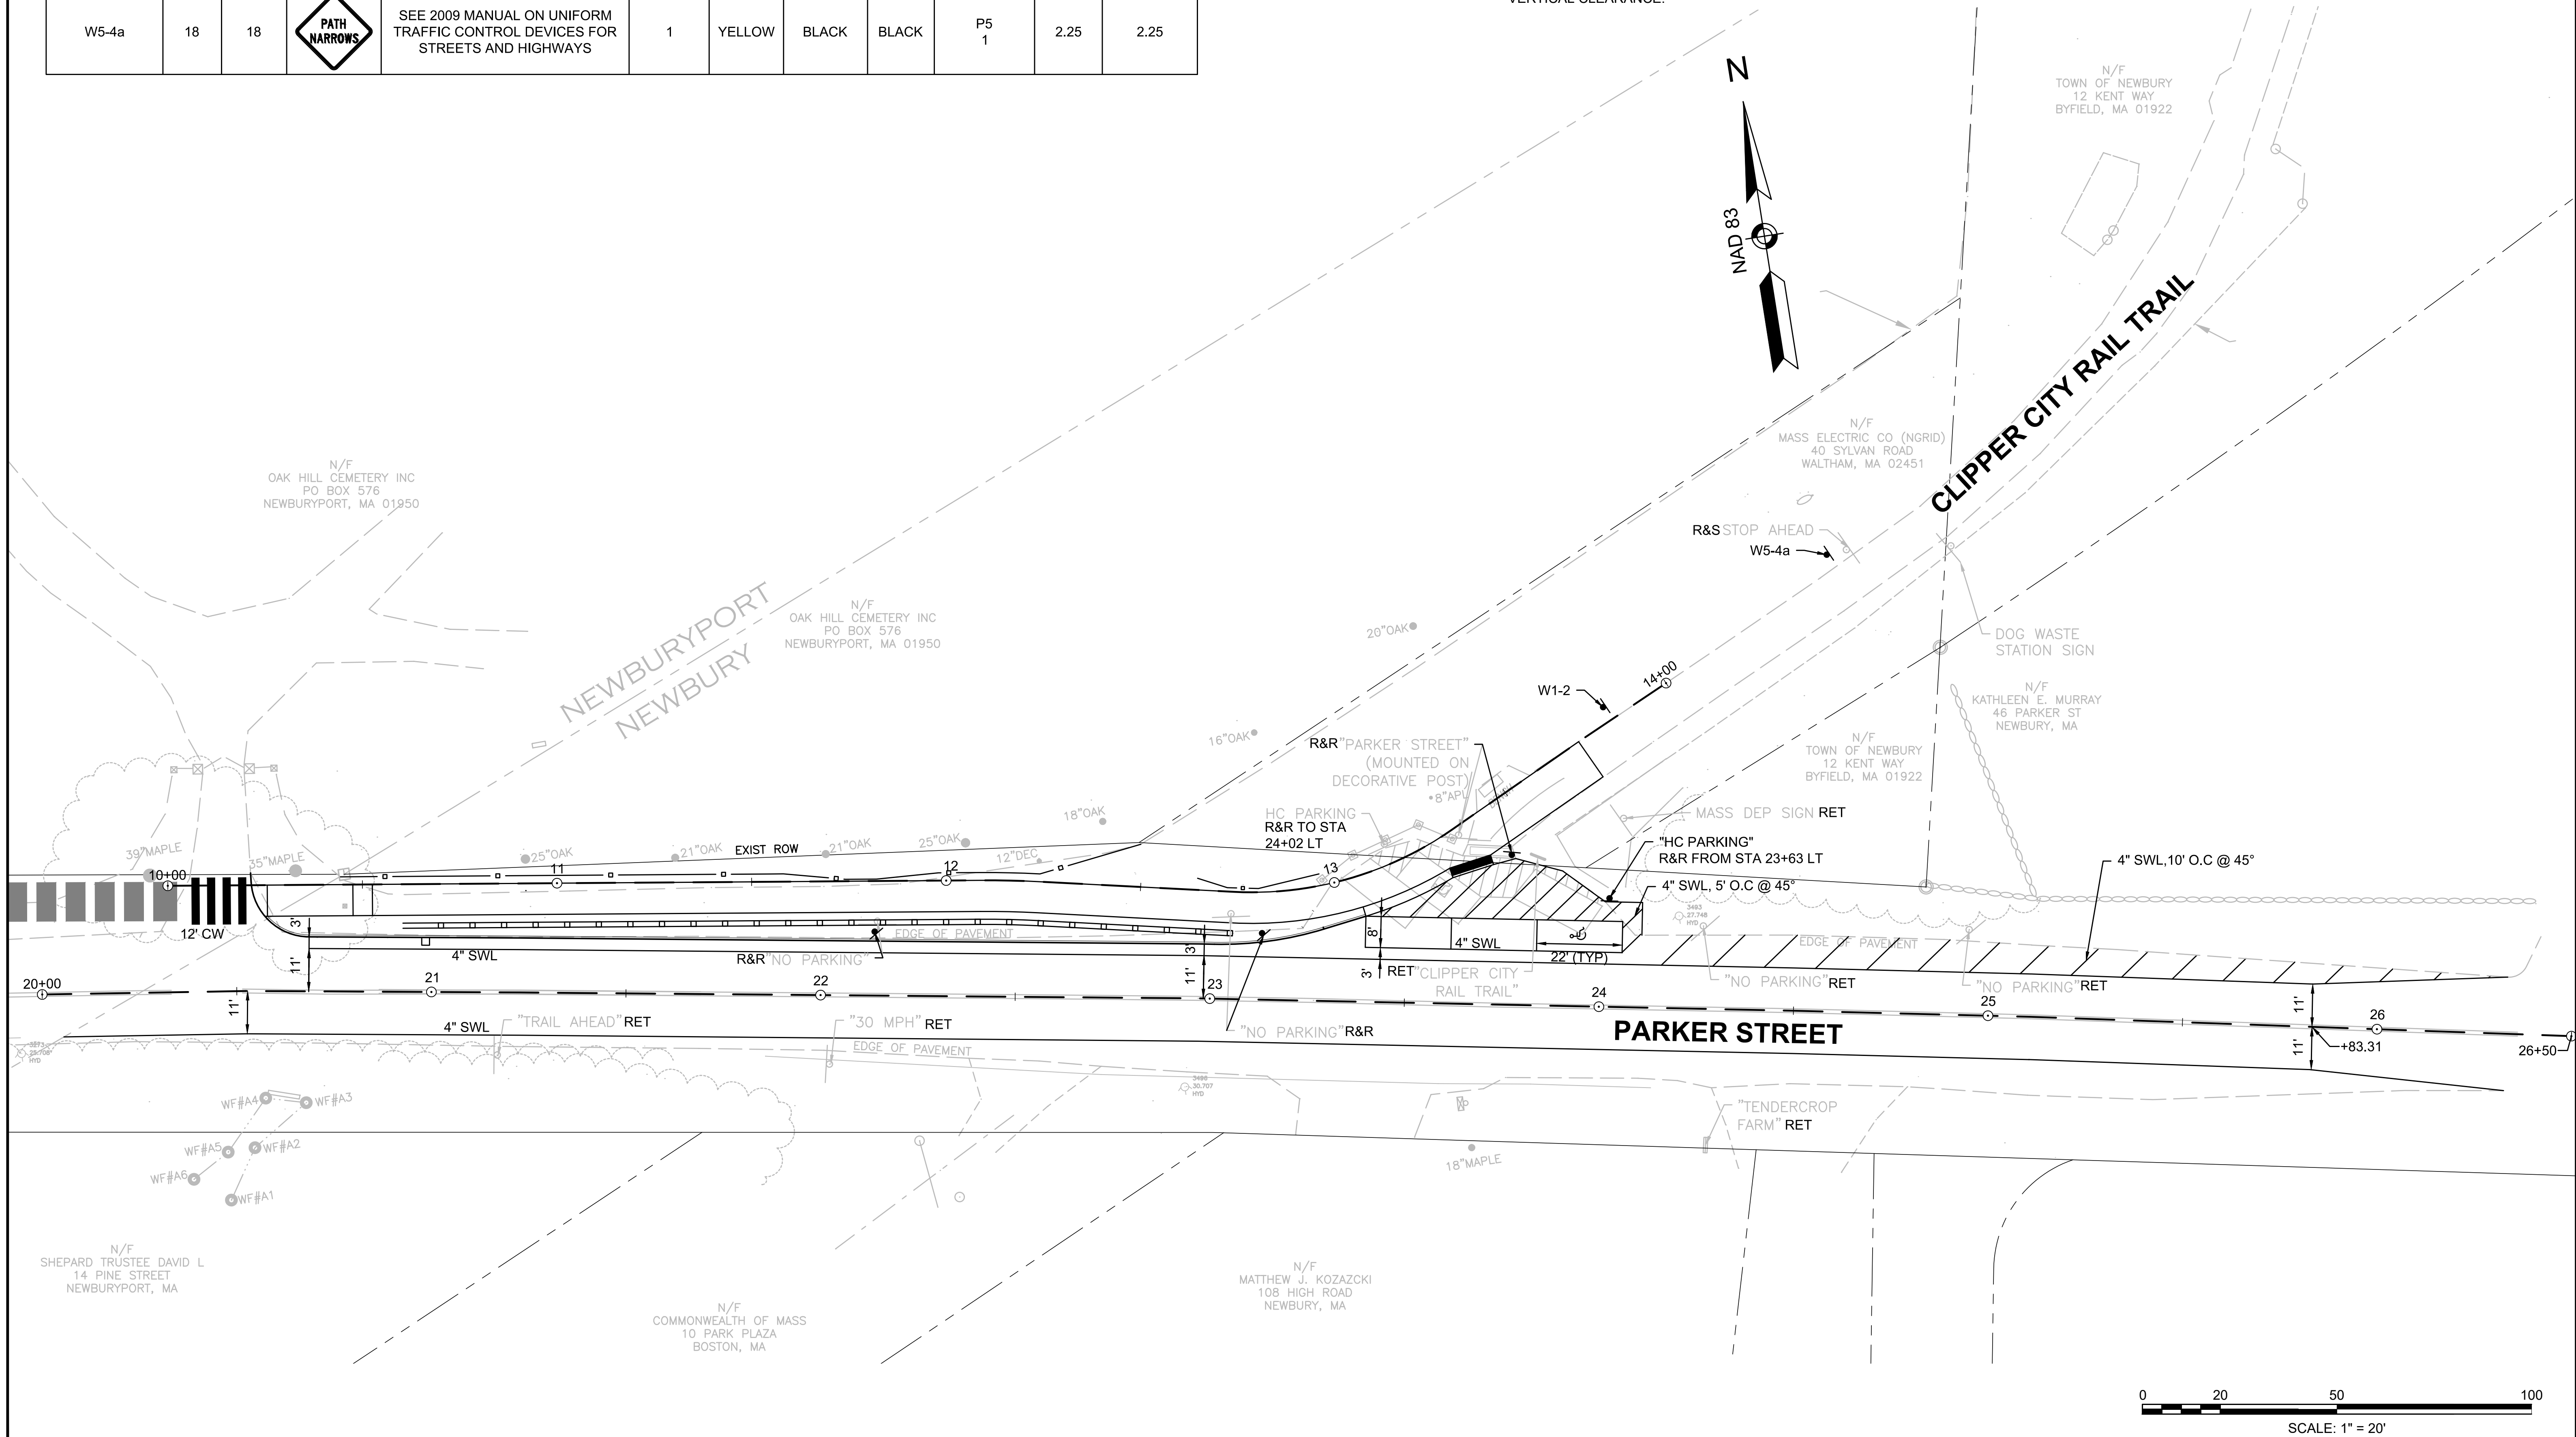 VERTICAL CLEARANCE:
W5-4a 18 18 PATH NARROWS SEE 2009 MANUAL ON UNIFORM TRAFFIC CONTROL DEVICES FOR STREETS AND HIGHWAYS 1 YELLOW BLACK BLACK P5 1 2.25 2.25
N
NAD 83
N/F
TOWN OF NEWBURY
12 KENT WAY
BYFIELD, MA 01922
CLIPPER CITY RAIL TRAIL
N/F
MASS ELECTRIC CO (NGRID)
40 SYLVAN ROAD
WALTHAM, MA 02451
N/F
OAK HILL CEMETERY INC
PO BOX 576
NEWBURYPORT, MA 01950
R&S STOP AHEAD
W5-4a
NEWBURYPORT
NEWBURY
N/F
OAK HILL CEMETERY INC
PO BOX 576
NEWBURYPORT, MA 01950
20"OAK
DOG WASTE
STATION SIGN
14+00
W1-2
N/F
KATHLEEN E. MURRAY
46 PARKER ST
NEWBURY, MA
16"OAK
R&R "PARKER STREET"
(MOUNTED ON
DECORATIVE POST)
N/F
TOWN OF NEWBURY
12 KENT WAY
BYFIELD, MA 01922
8"APL
18"OAK
HC PARKING
R&R TO STA
24+02 LT
MASS DEP SIGN RET
"HC PARKING"
R&R FROM STA 23+63 LT
4" SWL,10' O.C @ 45°
39"MAPLE
35"MAPLE
25"OAK
21"OAK
EXIST ROW
21"OAK
25"OAK
12"DEC
10+00
11
12
13
4" SWL, 5' O.C @ 45°
3493
27.748
HYD
12' CW
3'
EDGE OF PAVEMENT
8'
4" SWL
22' (TYP)
EDGE OF PAVEMENT
4" SWL
R&R "NO PARKING"
3'
3'
11'
11'
RET "CLIPPER CITY
RAIL TRAIL"
"NO PARKING" RET
"NO PARKING" RET
20+00
21
22
23
24
25
26
11'
11'
11'
4" SWL
"TRAIL AHEAD" RET
"30 MPH" RET
"NO PARKING" R&R
PARKER STREET
+83.31
26+50
EDGE OF PAVEMENT
HYD
30.707
HYD
WF#A4
WF#A3
WF#A5
WF#A2
WF#A6
WF#A1
"TENDERCROP
FARM" RET
18"MAPLE
N/F
SHEPARD TRUSTEE DAVID L
14 PINE STREET
NEWBURYPORT, MA
N/F
COMMONWEALTH OF MASS
10 PARK PLAZA
BOSTON, MA
N/F
MATTHEW J. KOZAZCKI
108 HIGH ROAD
NEWBURY, MA
0 20 50 100
SCALE: 1" = 20'